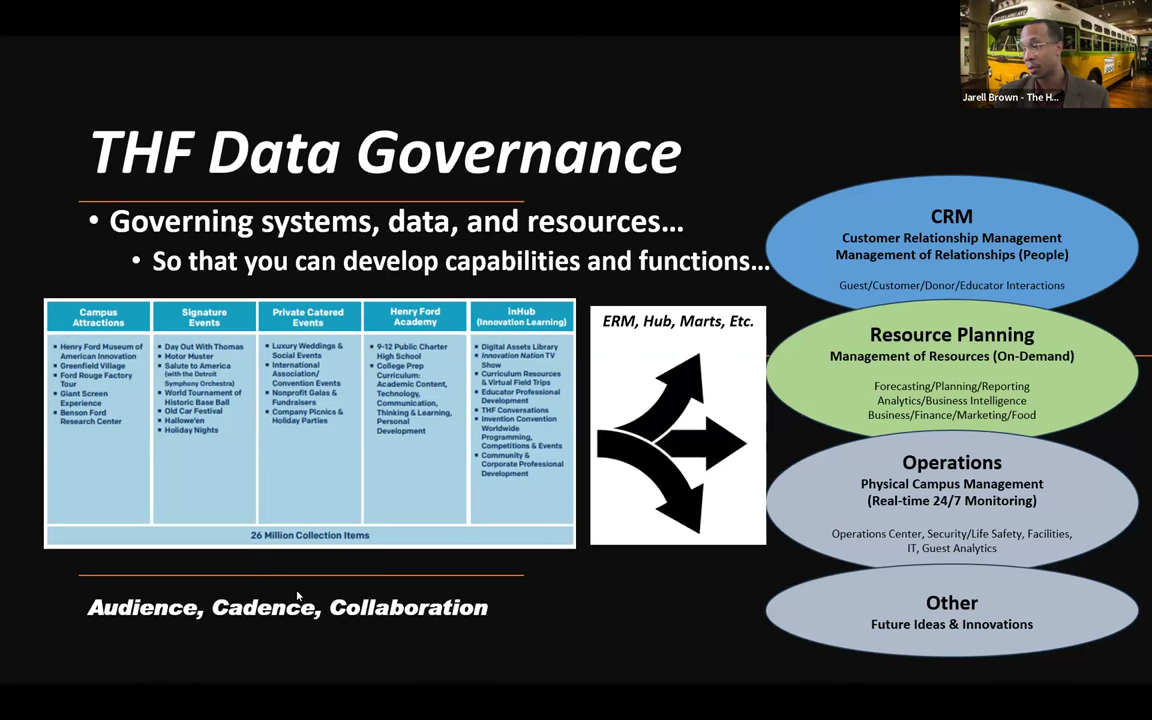 Jarell Brown - The H...
THF Data Governance
• Governing systems, data, and resources...
• So that you can develop capabilities and functions...
Campus
Attractions
▪ Henry Ford Museum of
American Innovation
▪ Greenfield Village
▪ Ford Rouge Factory
Tour
▪ Giant Screen
Experience
▪ Benson Ford
Research Center
Signature
Events
▪ Day Out With Thomas
▪ Motor Muster
▪ Salute to America
(with the Detroit
Symphony Orchestra)
▪ World Tournament of
Historic Base Ball
▪ Old Car Festival
▪ Hallowe'en
▪ Holiday Nights
Private Catered
Events
▪ Luxury Weddings &
Social Events
▪ International
Association/
Convention Events
▪ Nonprofit Galas &
Fundraisers
▪ Company Picnics &
Holiday Parties
Henry Ford
Academy
▪ 9-12 Public Charter
High School
▪ College Prep
Curriculum:
Academic Content,
Technology,
Communication,
Thinking & Learning,
Personal
Development
inHub
(Innovation Learning)
▪ Digital Assets Library
▪ Innovation Nation TV
Show
▪ Curriculum Resources
& Virtual Field Trips
▪ Educator Professional
Development
▪ THF Conversations
▪ Invention Convention
Worldwide
Programming,
Competitions & Events
▪ Community &
Corporate Professional
Development
26 Million Collection Items
ERM, Hub, Marts, Etc.
CRM
Customer Relationship Management
Management of Relationships (People)
Guest/Customer/Donor/Educator Interactions
Resource Planning
Management of Resources (On-Demand)
Forecasting/Planning/Reporting
Analytics/Business Intelligence
Business/Finance/Marketing/Food
Operations
Physical Campus Management
(Real-time 24/7 Monitoring)
Operations Center, Security/Life Safety, Facilities,
IT, Guest Analytics
Other
Future Ideas & Innovations
Audience, Cadence, Collaboration